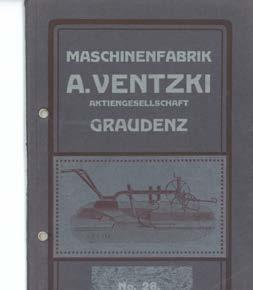 MASCHINENFABRIK
A. VENTZKI
AKTIENGESELLSCHAFT
GRAUDENZ
No. 28.